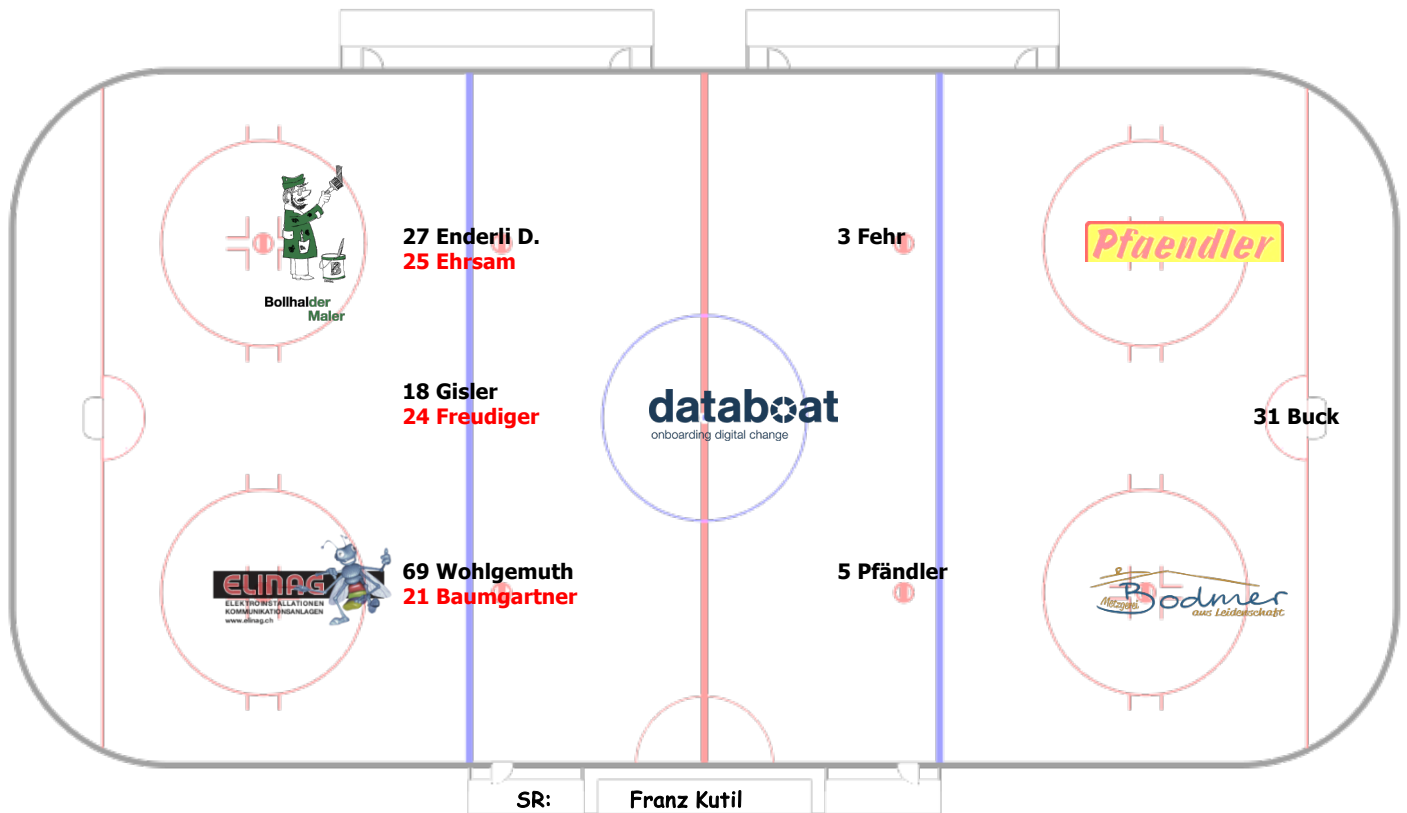 27 Enderli D.
25 Ehrsam
3 Fehr
Pfaendler
Bollhalder
Maler
18 Gisler
24 Freudiger
databoat
onboarding digital change
31 Buck
ELINAG
ELEKTROINSTALLATIONEN
KOMMUNIKATIONSANLAGEN
www.elinag.ch
69 Wohlgemuth
21 Baumgartner
5 Pfändler
Metzgerei
Bodmer
aus Leidenschaft
SR: Franz Kutil